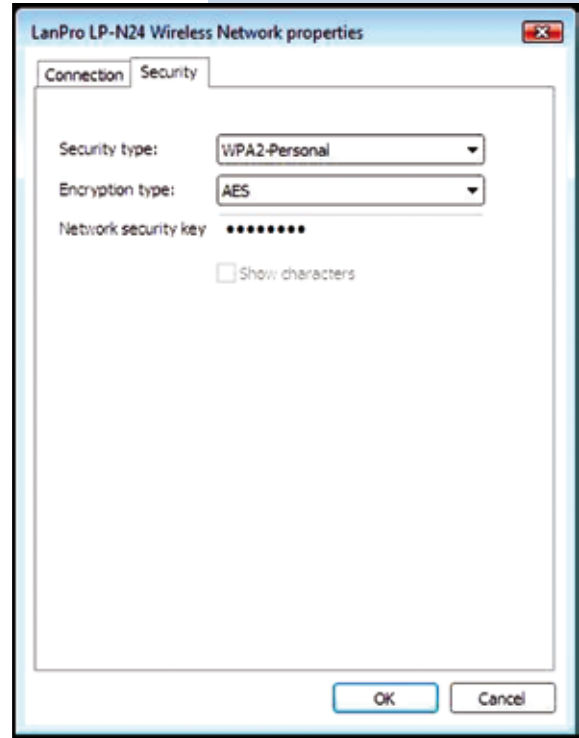 LanPro LP-N24 Wireless Network properties
Connection Security
Security type: WPA2-Personal
Encryption type: AES
Network security key ••••••••
Show characters
OK Cancel